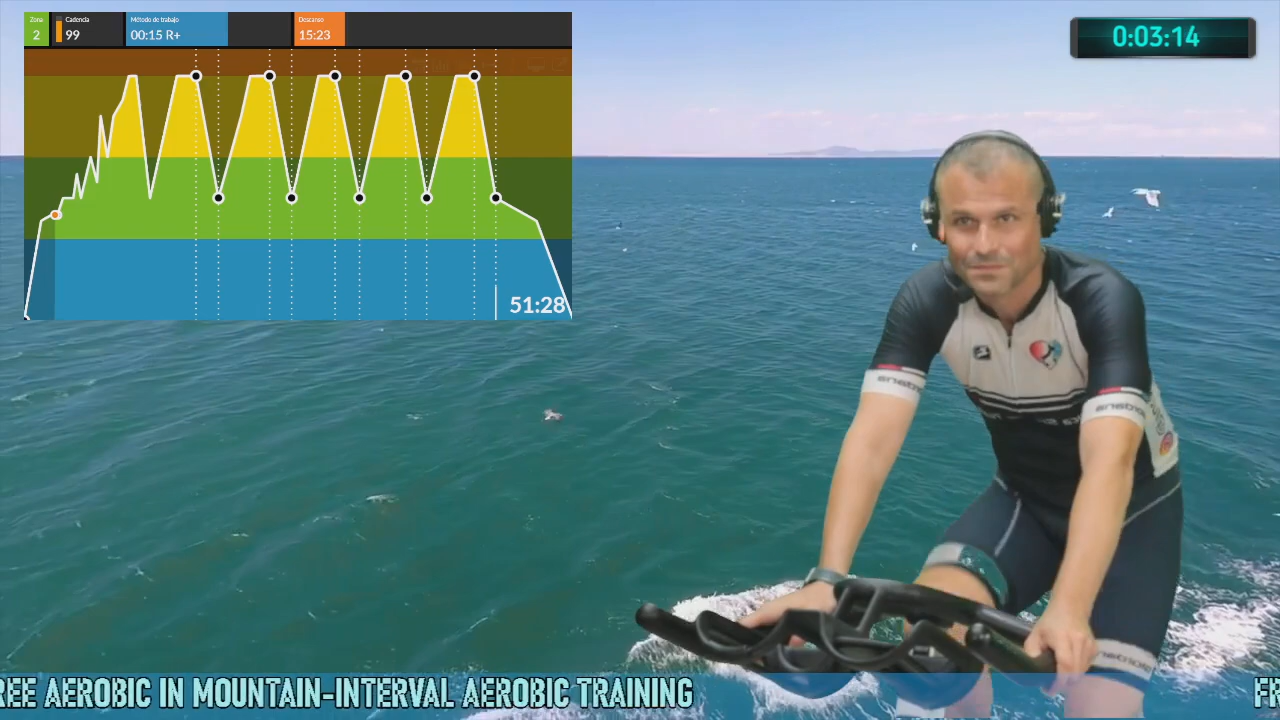 Zona
2
Cadencia
99
Método de trabajo
00:15 R+
Descanso
15:23
0:03:14
51:28
REE AEROBIC IN MOUNTAIN-INTERVAL AEROBIC TRAINING
FR